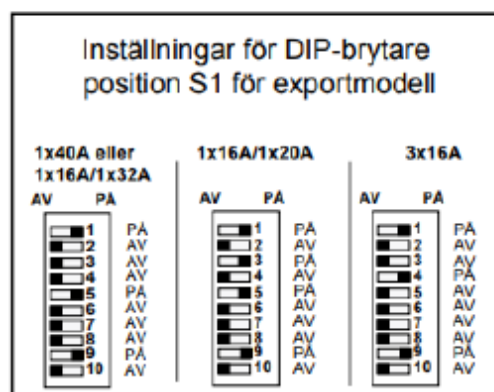 Inställningar för DIP-brytare
position S1 för exportmodell
1x40A eller
1x16A/1x32A
AV PÅ
1 PÅ
2 AV
3 AV
4 AV
5 PÅ
6 AV
7 AV
8 AV
9 PÅ
10 AV
1x16A/1x20A
AV PÅ
1 PÅ
2 AV
3 PÅ
4 AV
5 PÅ
6 AV
7 AV
8 AV
9 PÅ
10 AV
3x16A
AV PÅ
1 PÅ
2 AV
3 AV
4 PÅ
5 AV
6 AV
7 AV
8 AV
9 PÅ
10 AV